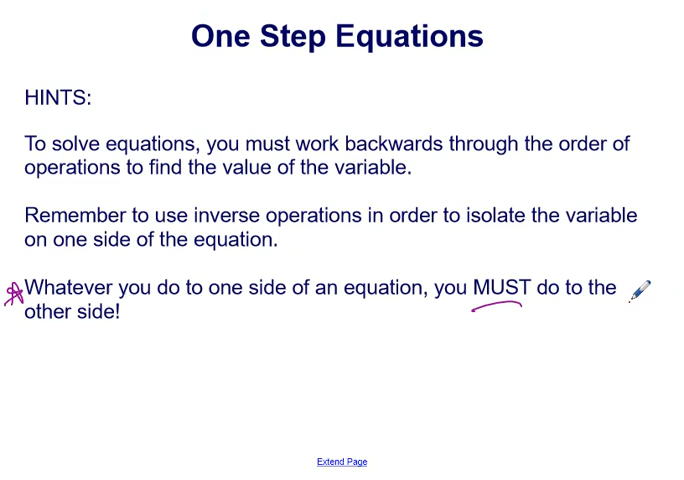 One Step Equations
HINTS:
To solve equations, you must work backwards through the order of
operations to find the value of the variable.
Remember to use inverse operations in order to isolate the variable
on one side of the equation.
Whatever you do to one side of an equation, you MUST do to the
other side!
Extend Page